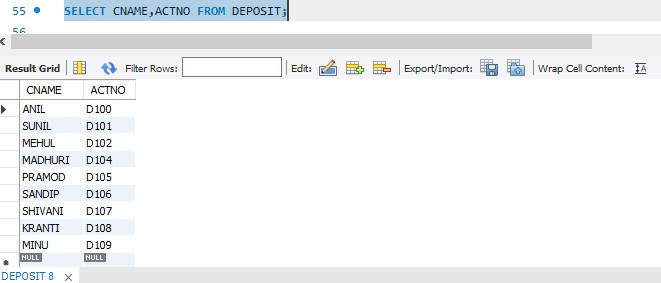 55 SELECT CNAME,ACTNO FROM DEPOSIT;
56
Result Grid Filter Rows: Edit: Export/Import: Wrap Cell Content: IA
CNAME ACTNO
ANIL D100
SUNIL D101
MEHUL D102
MADHURI D104
PRAMOD D105
SANDIP D106
SHIVANI D107
KRANTI D108
MINU D109
NULL NULL
DEPOSIT 8